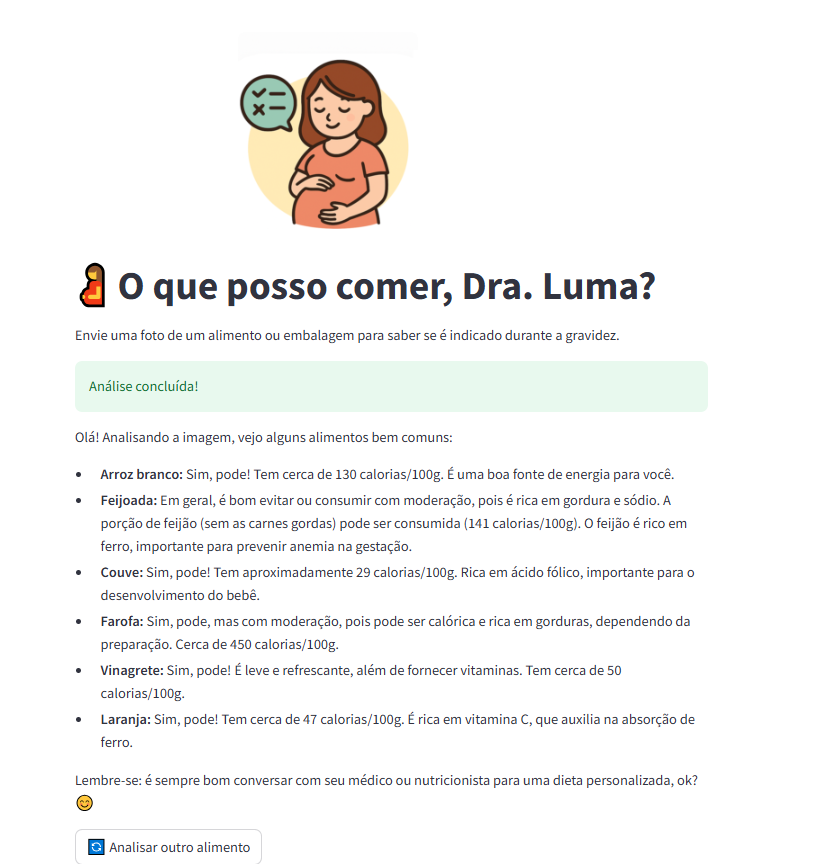 O que posso comer, Dra. Luma?
Envie uma foto de um alimento ou embalagem para saber se é indicado durante a gravidez.
Análise concluída!
Olá! Analisando a imagem, vejo alguns alimentos bem comuns:
• Arroz branco: Sim, pode! Tem cerca de 130 calorias/100g. É uma boa fonte de energia para você.
• Feijoada: Em geral, é bom evitar ou consumir com moderação, pois é rica em gordura e sódio. A
porção de feijão (sem as carnes gordas) pode ser consumida (141 calorias/100g). O feijão é rico em
ferro, importante para prevenir anemia na gestação.
• Couve: Sim, pode! Tem aproximadamente 29 calorias/100g. Rica em ácido fólico, importante para o
desenvolvimento do bebê.
• Farofa: Sim, pode, mas com moderação, pois pode ser calórica e rica em gorduras, dependendo da
preparação. Cerca de 450 calorias/100g.
• Vinagrete: Sim, pode! É leve e refrescante, além de fornecer vitaminas. Tem cerca de 50
calorias/100g.
• Laranja: Sim, pode! Tem cerca de 47 calorias/100g. É rica em vitamina C, que auxilia na absorção de
ferro.
Lembre-se: é sempre bom conversar com seu médico ou nutricionista para uma dieta personalizada, ok?
😊
Analisar outro alimento